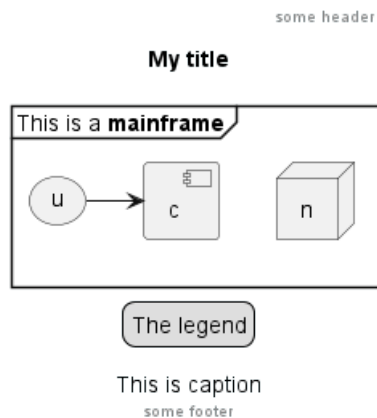 some header
My title
This is a mainframe
u
c
n
The legend
This is caption
some footer